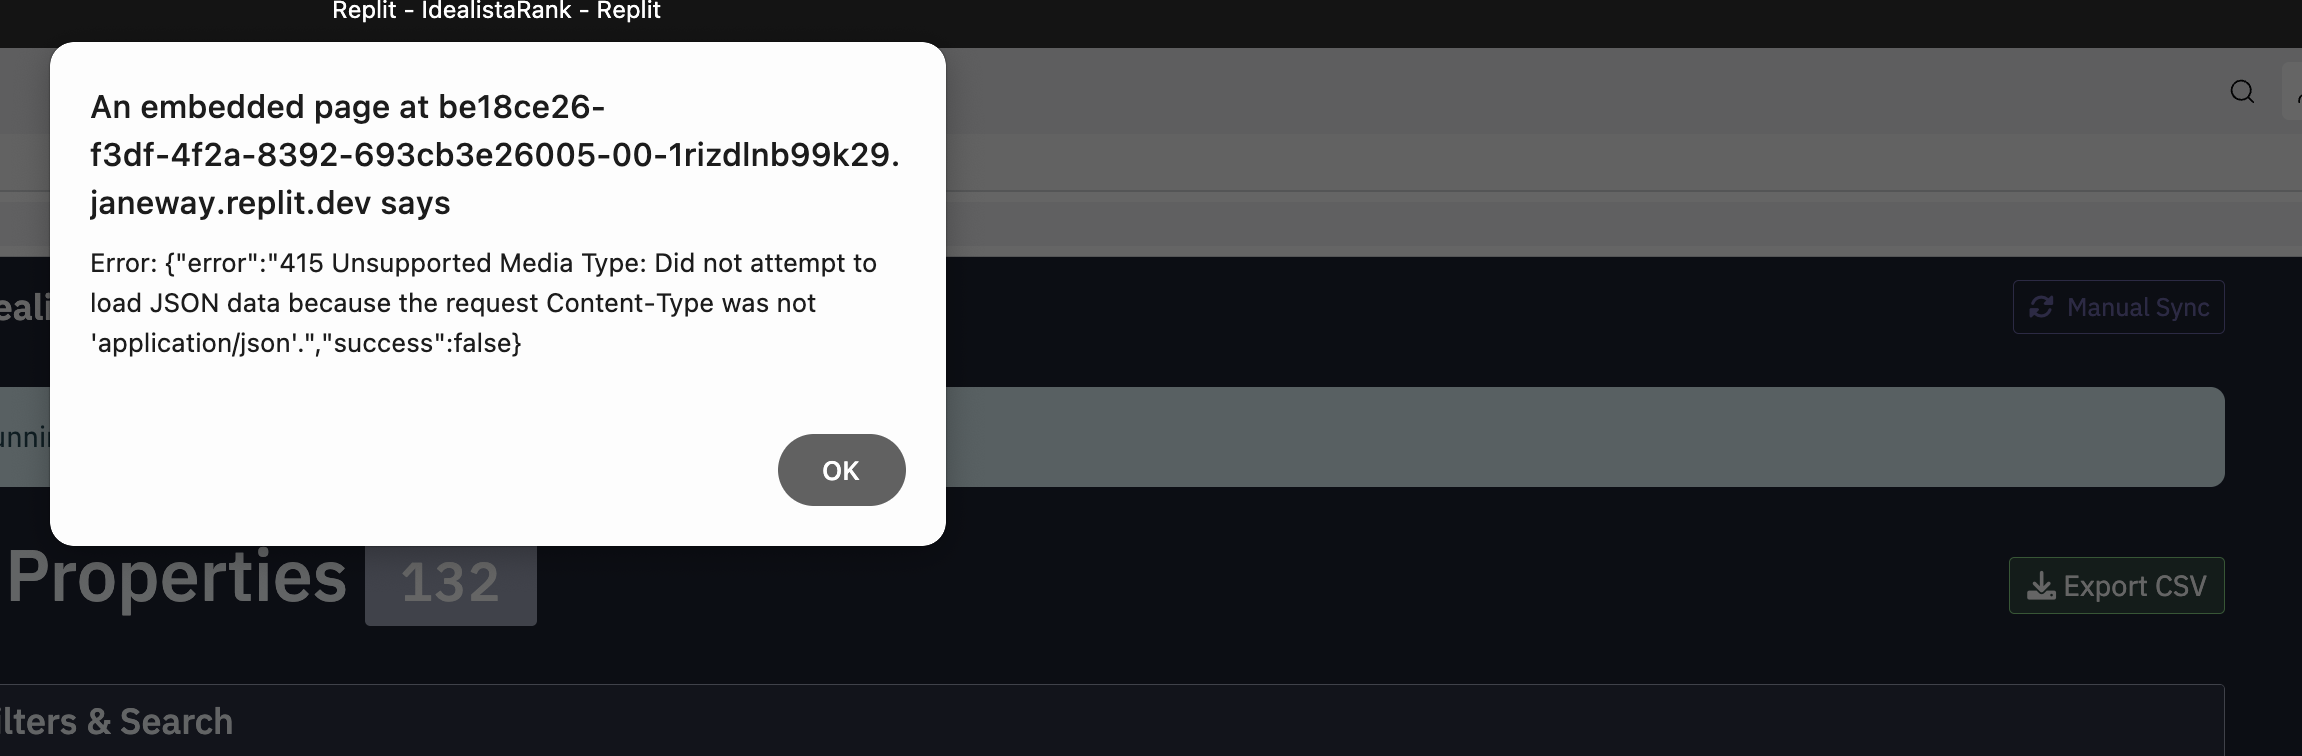 Replit - IdealistaRank - Replit
An embedded page at be18ce26-
f3df-4f2a-8392-693cb3e26005-00-1rizdlnb99k29.
janeway.replit.dev says
Error: {"error":"415 Unsupported Media Type: Did not attempt to
load JSON data because the request Content-Type was not
'application/json'.","success":false}
OK
eali
Manual Sync
unnin
Properties 132
Export CSV
ilters & Search